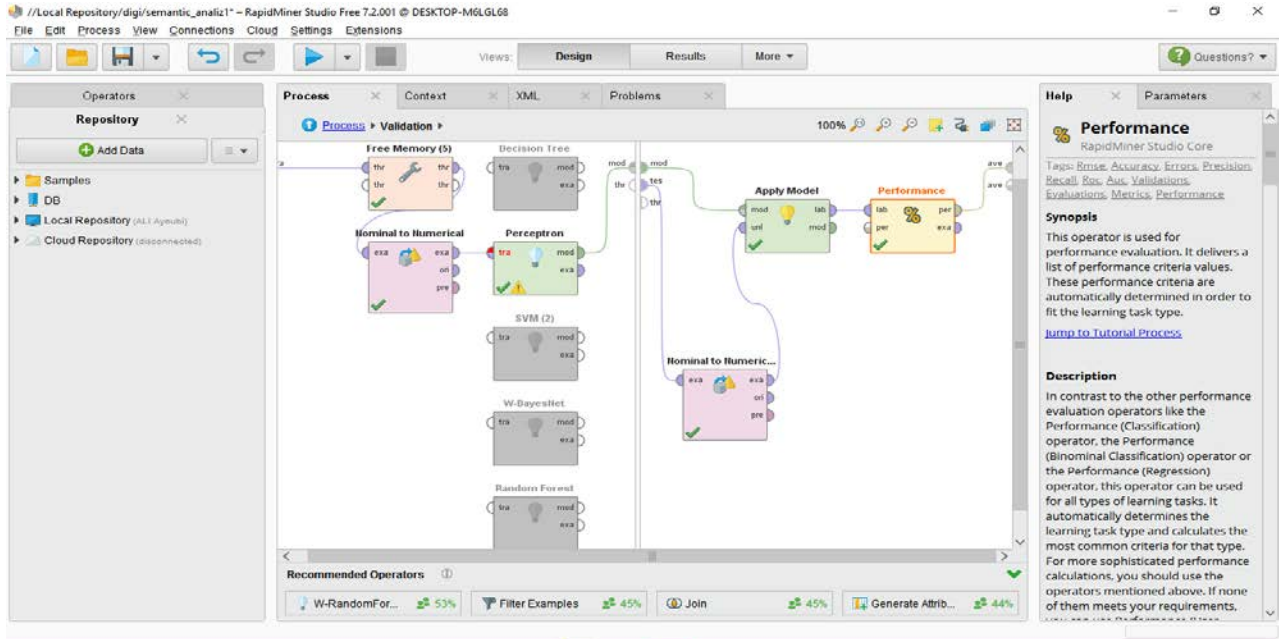 //Local Repository/digi/semantic_analiz1* – RapidMiner Studio Free 7.2.001 @ DESKTOP-M6LGL68
File Edit Process View Connections Cloud Settings Extensions
Views: Design Results More Questions?
Operators
Repository
Add Data
Samples
DB
Local Repository (ALI Ayoubi)
Cloud Repository (disconnected)
Process Context XML Problems
Process Validation 100%
Free Memory (5)
thr thr
thr thr
Decision Tree
tra mod
exa
Nominal to Numerical
exa exa
ori
pre
Perceptron
tra mod
exa
SVM (2)
tra mod
exa
W-BayesNet
tra mod
exa
Random Forest
tra mod
exa
mod mod
thr tes
thr
Apply Model
mod lab
unl mod
Performance
lab per
per exa
ave
ave
Nominal to Numeric...
exa exa
ori
pre
Recommended Operators
W-RandomFor... 53%
Filter Examples 45%
Join 45%
Generate Attrib... 44%
Help Parameters
Performance
RapidMiner Studio Core
Tags: Rmse, Accuracy, Errors, Precision,
Recall, Roc, Auc, Validations,
Evaluations, Metrics, Performance
Synopsis
This operator is used for
performance evaluation. It delivers a
list of performance criteria values.
These performance criteria are
automatically determined in order to
fit the learning task type.
Jump to Tutorial Process
Description
In contrast to the other performance
evaluation operators like the
Performance (Classification)
operator, the Performance
(Binominal Classification) operator or
the Performance (Regression)
operator, this operator can be used
for all types of learning tasks. It
automatically determines the
learning task type and calculates the
most common criteria for that type.
For more sophisticated performance
calculations, you should use the
operators mentioned above. If none
of them meets your requirements,
you can use Performance (User